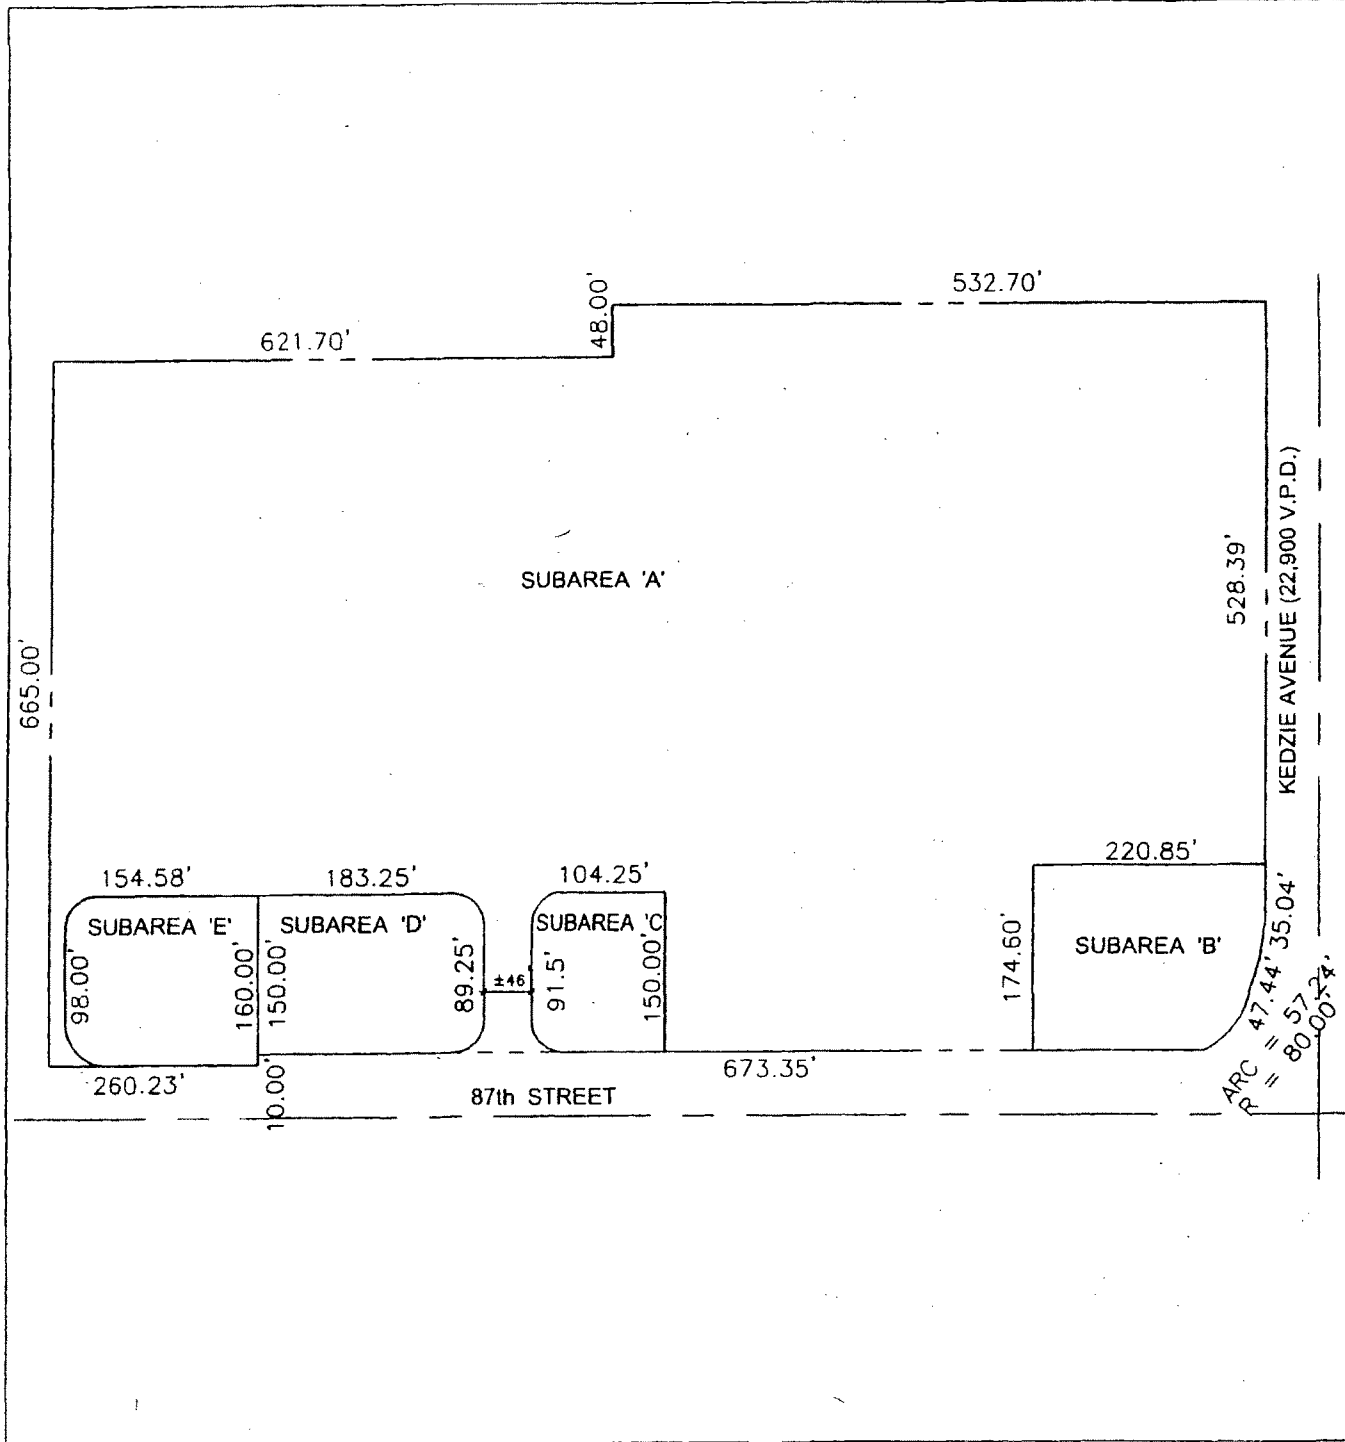 532.70'
48.00'
621.70'
SUBAREA 'A'
528.39'
KEDZIE AVENUE (22,900 V.P.D.)
665.00'
220.85'
154.58'
183.25'
104.25'
SUBAREA 'E'
SUBAREA 'D'
SUBAREA 'C
SUBAREA 'B'
98.00'
160.00'
150.00'
89.25'
±46
91.5'
150.00'
174.60'
35.04'
47.44'
ARC = 57.24'
R = 80.00'
260.23'
10.00'
673.35'
87th STREET